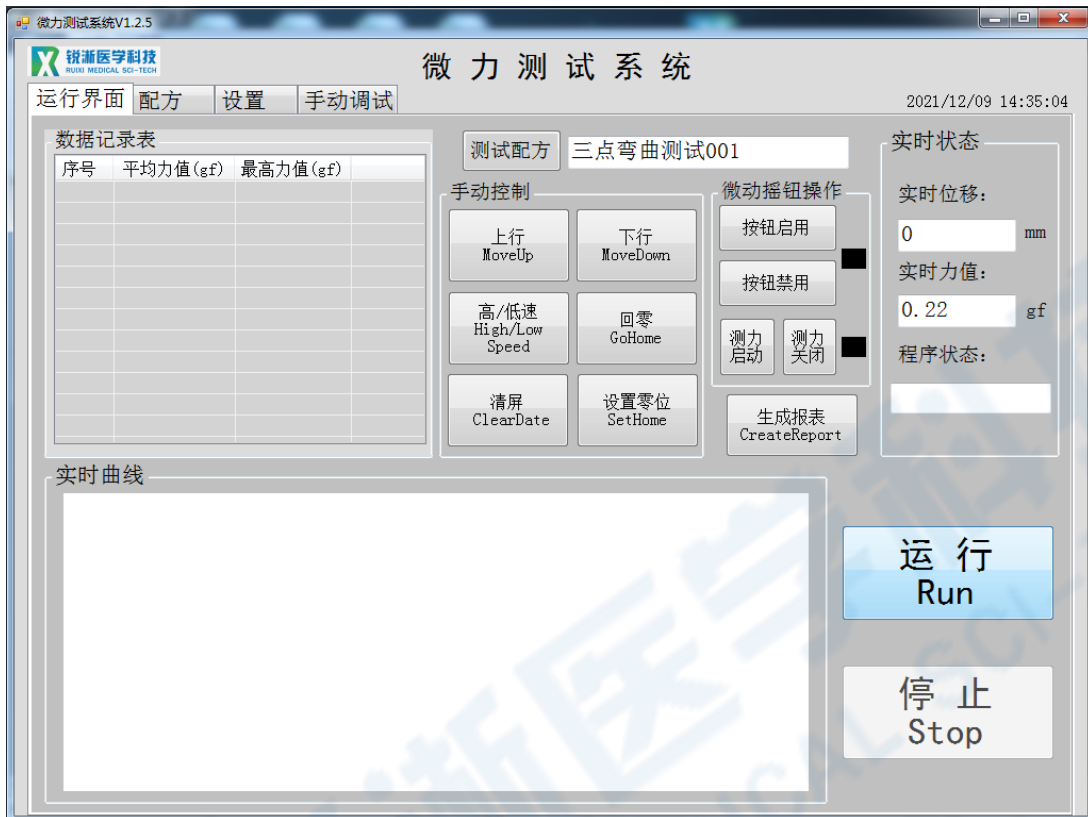 微力测试系统V1.2.5
锐浙医学科技
RUIXI MEDICAL SCI-TECH
微力测试系统
运行界面 配方 设置 手动调试
2021/12/09 14:35:04
数据记录表
序号 平均力值(gf) 最高力值(gf)
测试配方 三点弯曲测试001
手动控制
上行
MoveUp
下行
MoveDown
高/低速
High/Low
Speed
回零
GoHome
清屏
ClearDate
设置零位
SetHome
微动摇钮操作
按钮启用
按钮禁用
测力
启动
测力
关闭
生成报表
CreateReport
实时状态
实时位移:
0 mm
实时力值:
0.22 gf
程序状态:
实时曲线
运行
Run
停止
Stop